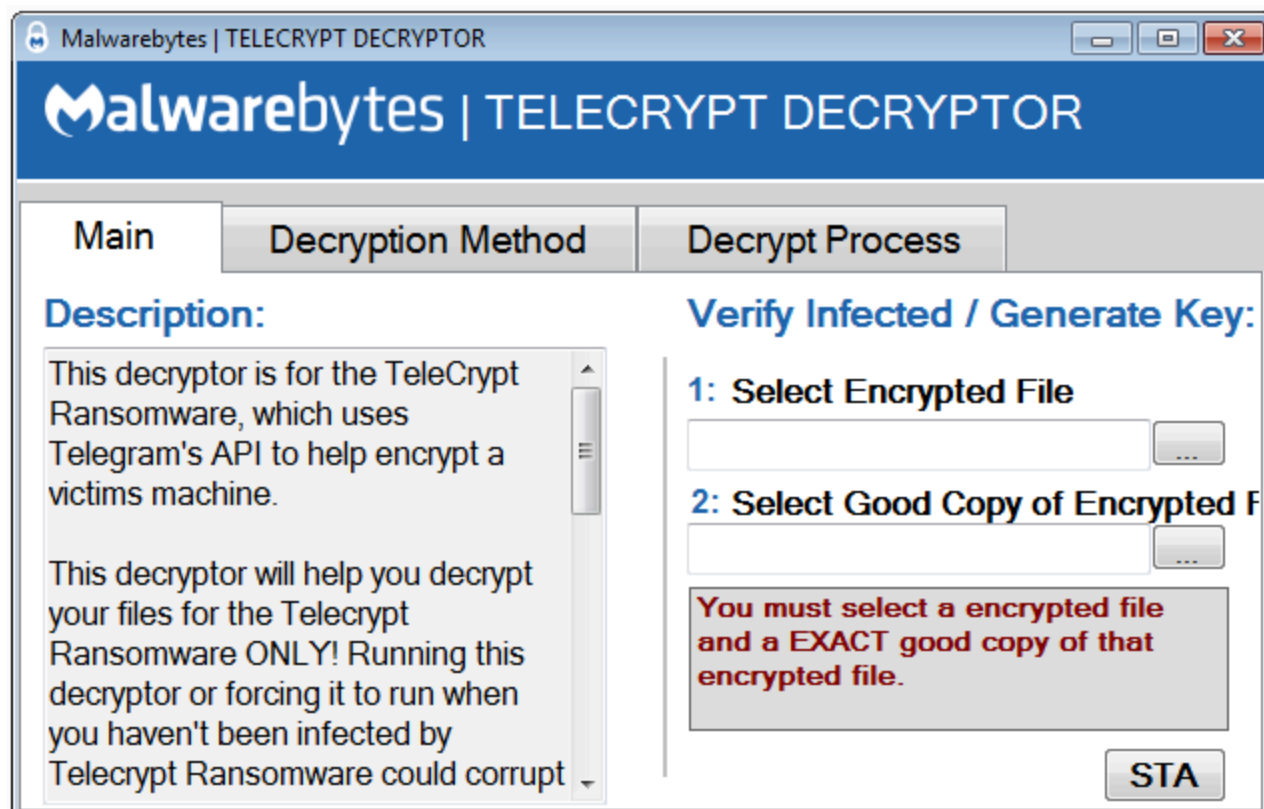 Malwarebytes | TELECRYPT DECRYPTOR
Malwarebytes | TELECRYPT DECRYPTOR
Main
Decryption Method
Decrypt Process
Description:
This decryptor is for the TeleCrypt
Ransomware, which uses
Telegram's API to help encrypt a
victims machine.
This decryptor will help you decrypt
your files for the Telecrypt
Ransomware ONLY! Running this
decryptor or forcing it to run when
you haven't been infected by
Telecrypt Ransomware could corrupt
Verify Infected / Generate Key:
1: Select Encrypted File
...
2: Select Good Copy of Encrypted F
...
You must select a encrypted file
and a EXACT good copy of that
encrypted file.
STA